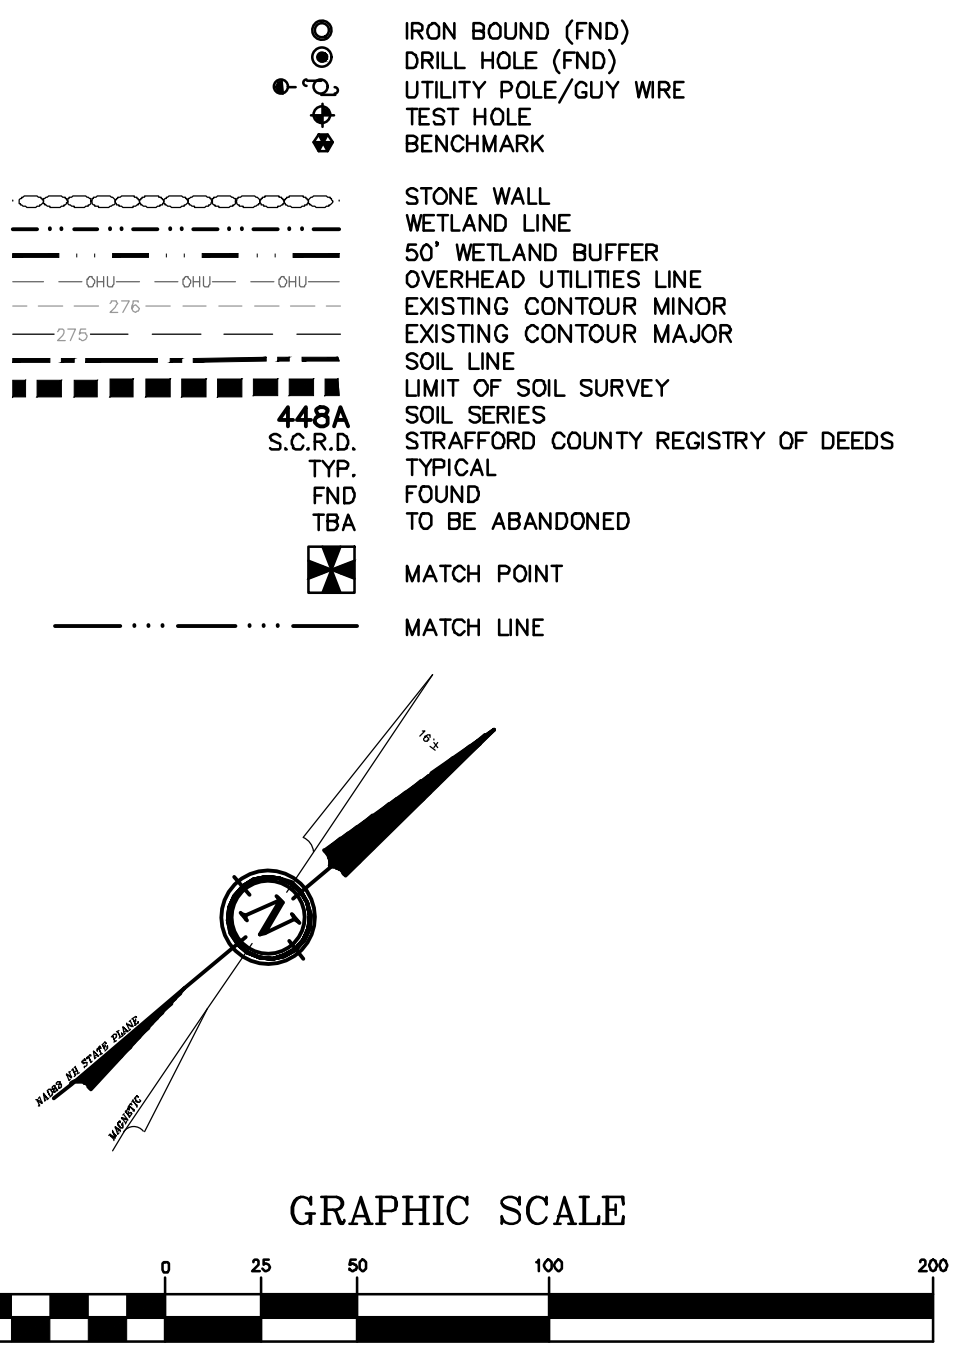 IRON BOUND (FND)
DRILL HOLE (FND)
UTILITY POLE/GUY WIRE
TEST HOLE
BENCHMARK
STONE WALL
WETLAND LINE
50' WETLAND BUFFER
OHU OHU OHU OVERHEAD UTILITIES LINE
276 EXISTING CONTOUR MINOR
275 EXISTING CONTOUR MAJOR
SOIL LINE
LIMIT OF SOIL SURVEY
448A SOIL SERIES
S.C.R.D. STRAFFORD COUNTY REGISTRY OF DEEDS
TYP. TYPICAL
FND FOUND
TBA TO BE ABANDONED
MATCH POINT
MATCH LINE
16°±
N
NAD83 NH STATE PLANE
MAGNETIC
GRAPHIC SCALE
0 25 50 100 200